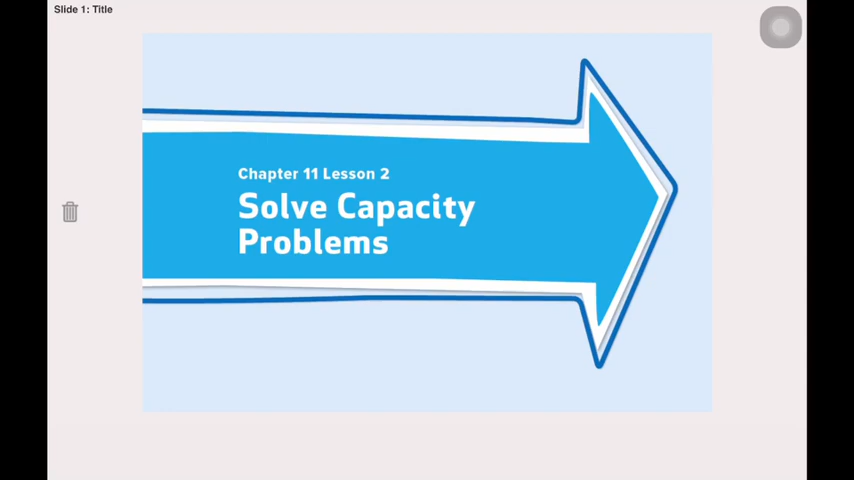 Slide 1: Title
Chapter 11 Lesson 2
Solve Capacity
Problems